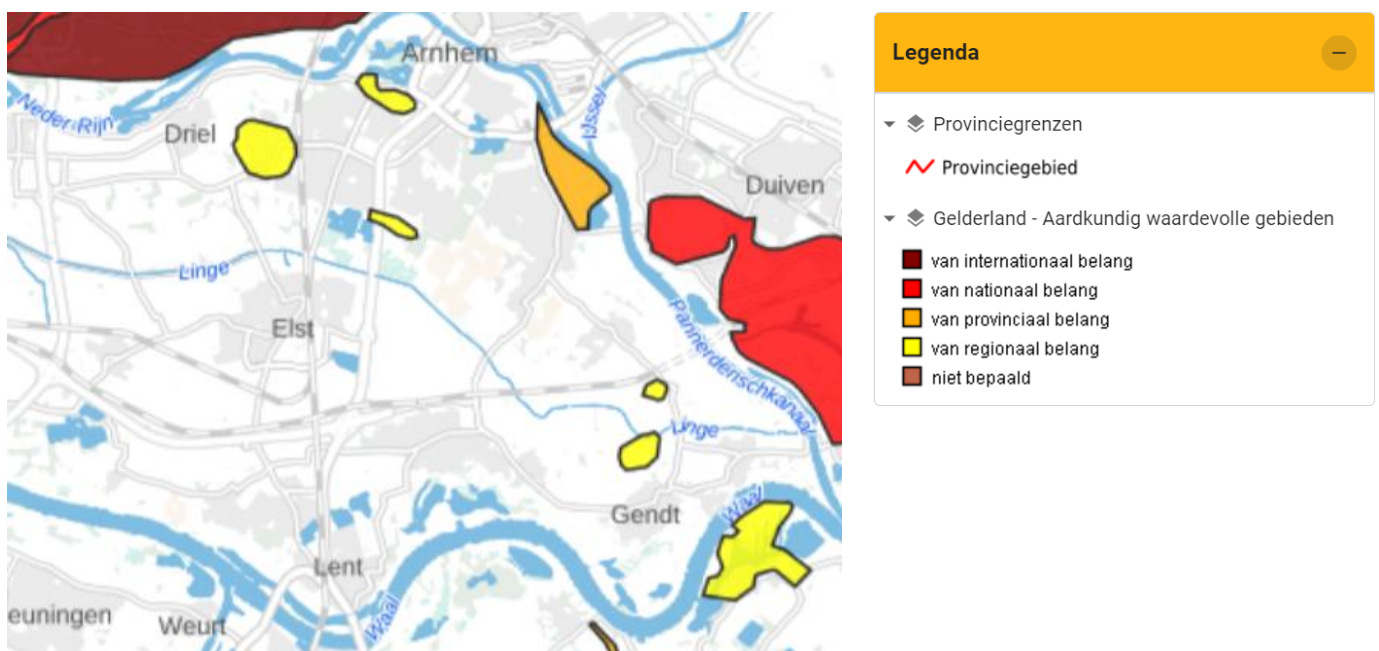 Arnhem
Neder-Rijn
IJssel
Driel
Duiven
Linge
Pannerdenschkanaal
Elst
Linge
Waal
Gendt
Lent
Waal
euningen
Weurt
Legenda
Provinciegrenzen
Provinciegebied
Gelderland - Aardkundig waardevolle gebieden
van internationaal belang
van nationaal belang
van provinciaal belang
van regionaal belang
niet bepaald